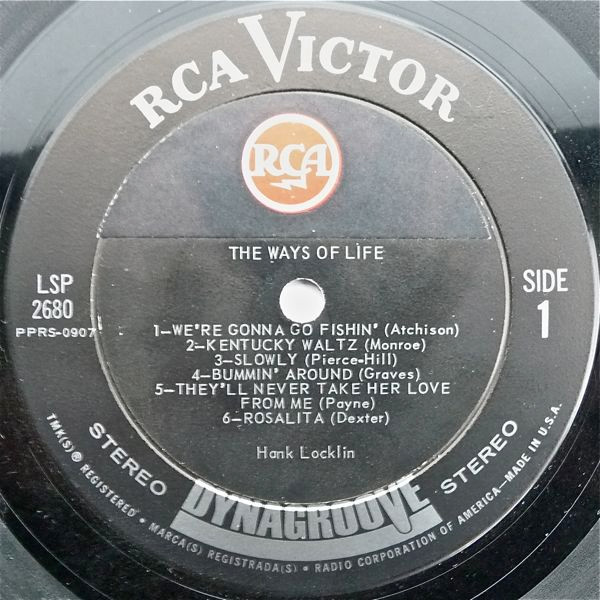 RCA VICTOR
RCA
THE WAYS OF LIFE
LSP
2680
PPRS-0907
SIDE
1
1–WE'RE GONNA GO FISHIN' (Atchison)
2–KENTUCKY WALTZ (Monroe)
3–SLOWLY (Pierce-Hill)
4–BUMMIN' AROUND (Graves)
5–THEY'LL NEVER TAKE HER LOVE
FROM ME (Payne)
6–ROSALITA (Dexter)
Hank Locklin
STEREO
DYNAGROOVE
STEREO
TMK(S) ® REGISTERED • MARCA(S) REGISTRADA(S) • RADIO CORPORATION OF AMERICA—MADE IN U.S.A.